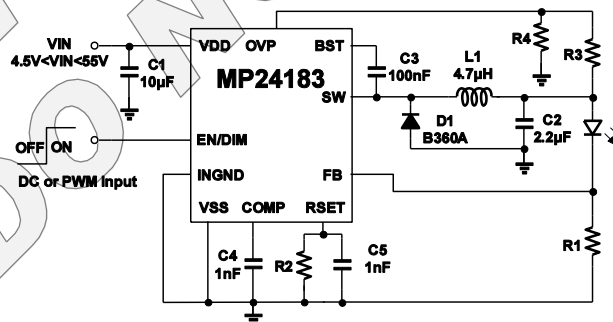 VIN
4.5V<VIN<55V
C1
10µF
OFF ON
DC or PWM Input
VDD OVP BST
MP24183
SW
EN/DIM
INGND FB
VSS COMP RSET
C3
100nF
L1
4.7µH
D1
B360A
C2
2.2µF
R4
R3
R1
C4
1nF
R2
C5
1nF